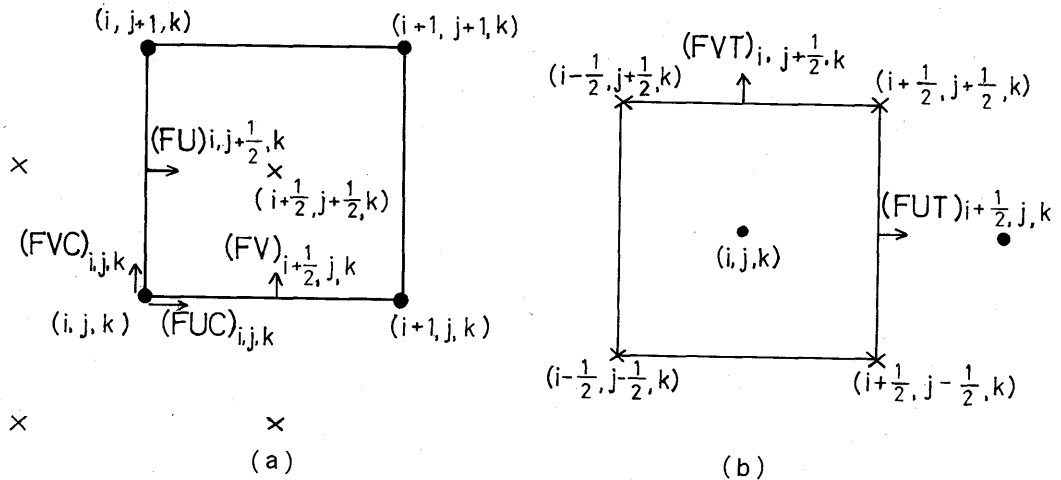 (i, j+1, k)
(i+1, j+1, k)
(FU)i, j+1/2, k
(i+1/2, j+1/2, k)
(FVC)i,j,k
(FV)i+1/2, j, k
(i, j, k)
(FUC)i,j,k
(i+1, j, k)
(a)
(FVT)i, j+1/2, k
(i-1/2, j+1/2, k)
(i+1/2, j+1/2, k)
(FUT)i+1/2, j, k
(i, j, k)
(i-1/2, j-1/2, k)
(i+1/2, j-1/2, k)
(b)